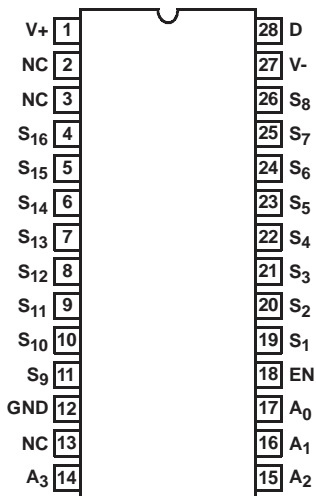 V+ 1 28 D
NC 2 27 V-
NC 3 26 S8
S16 4 25 S7
S15 5 24 S6
S14 6 23 S5
S13 7 22 S4
S12 8 21 S3
S11 9 20 S2
S10 10 19 S1
S9 11 18 EN
GND 12 17 A0
NC 13 16 A1
A3 14 15 A2